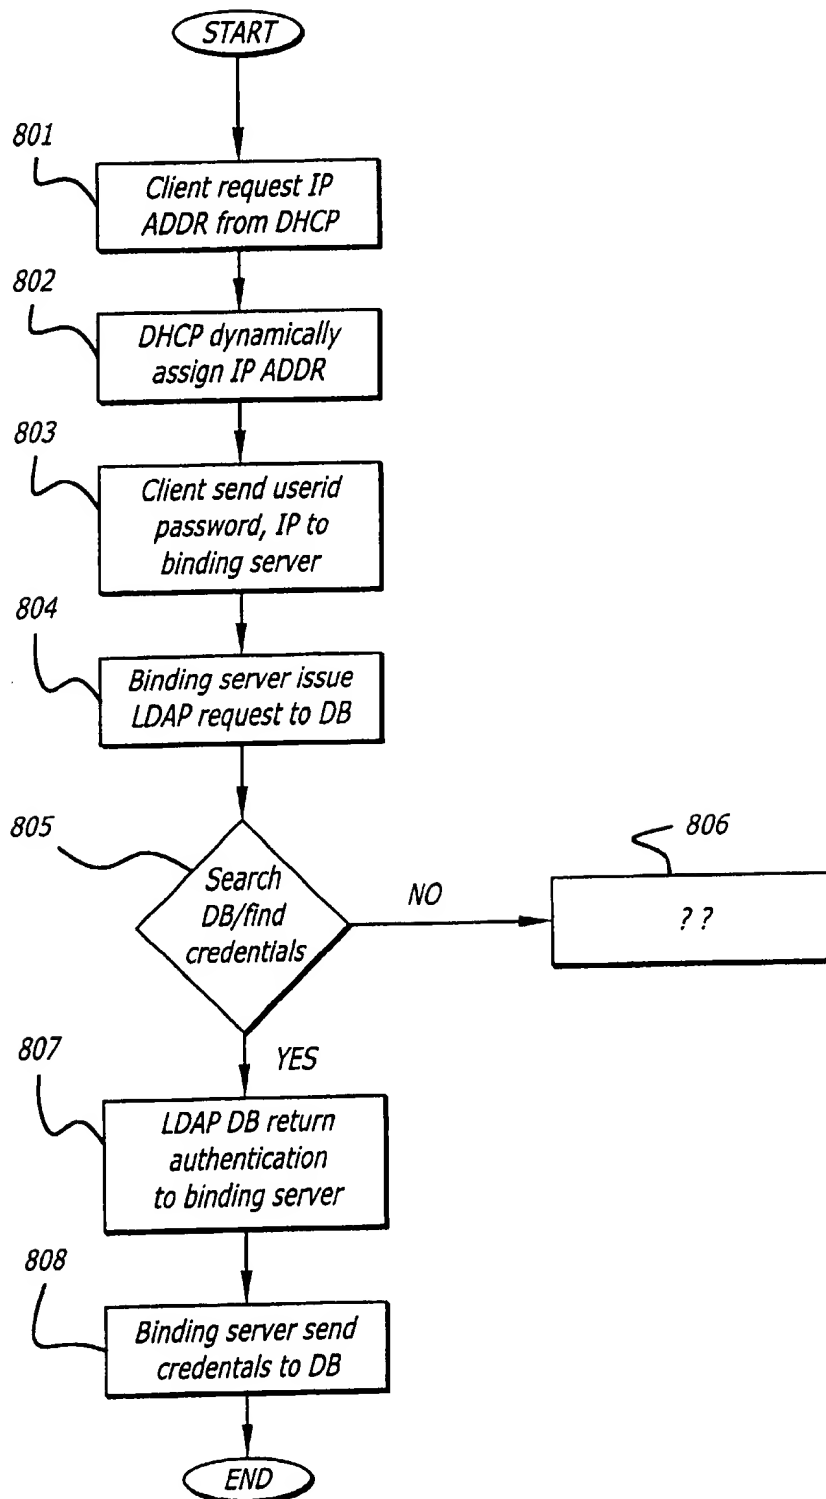 START
801
Client request IP
ADDR from DHCP
802
DHCP dynamically
assign IP ADDR
803
Client send userid
password, IP to
binding server
804
Binding server issue
LDAP request to DB
805
Search
DB/find
credentials
NO
806
? ?
YES
807
LDAP DB return
authentication
to binding server
808
Binding server send
credentals to DB
END